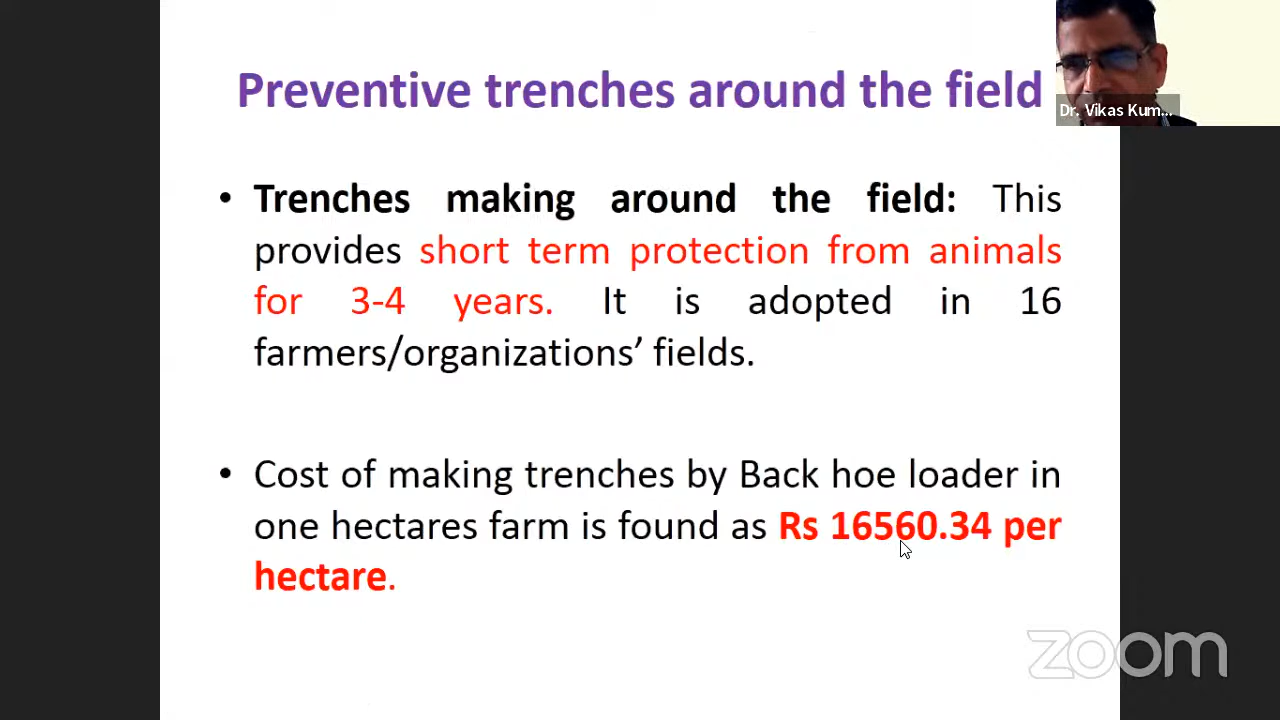 Preventive trenches around the field
Dr. Vikas Kum...
• Trenches making around the field: This
provides short term protection from animals
for 3-4 years. It is adopted in 16
farmers/organizations’ fields.
• Cost of making trenches by Back hoe loader in
one hectares farm is found as Rs 16560.34 per
hectare.
zoom